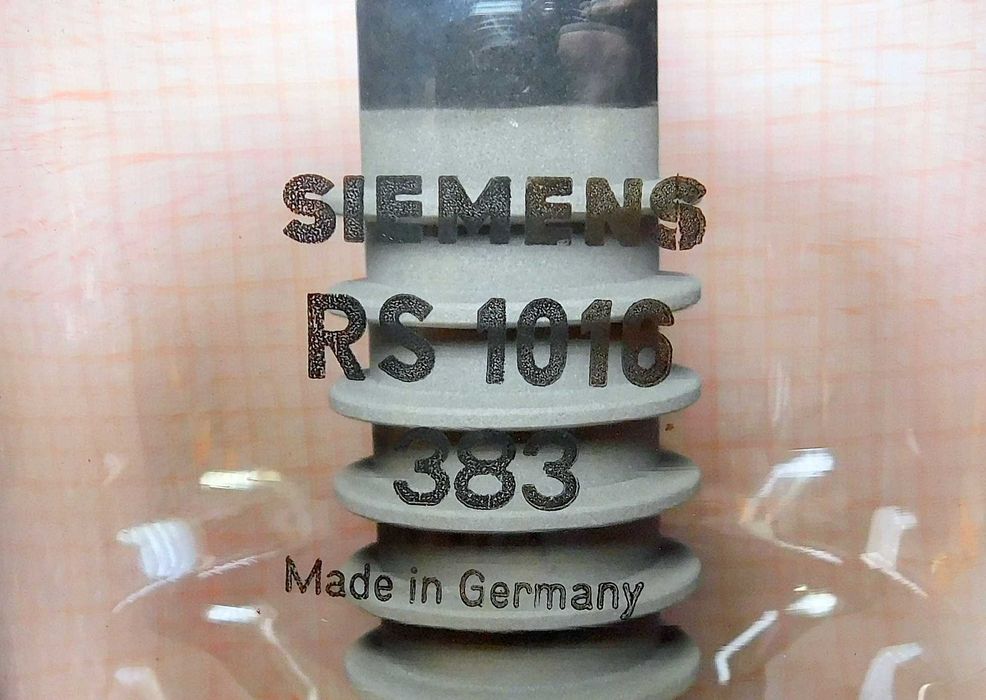 SIEMENS
RS 1016
383
Made in Germany